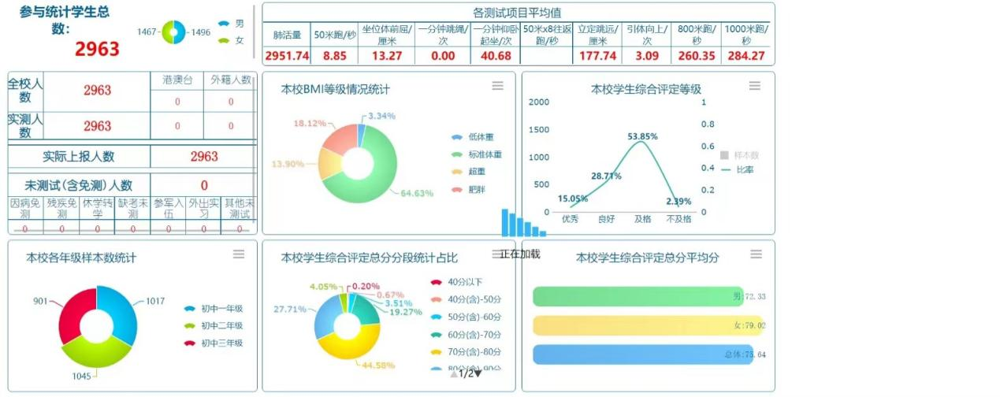 参与统计学生总
数：
2963
1467
1496
男
女
各测试项目平均值
肺活量 50米跑/秒 坐位体前屈/厘米 一分钟跳绳/次 一分钟仰卧起坐/次 50米x8往返跑/秒 立定跳远/厘米 引体向上/次 800米跑/秒 1000米跑/秒
2951.74 8.85 13.27 0.00 40.68 177.74 3.09 260.35 284.27
全校人数 2963 港澳台 外籍人数
0 0
实测人数 2963 0 0
实际上报人数 2963
未测试(含免测)人数 0
因病免测 残疾免测 休学转学 缺考未测 参军入伍 外出实习 其他未测试
0 0 0 0 0 0 0
本校BMI等级情况统计
3.34%
18.12%
13.90%
64.63%
低体重
标准体重
超重
肥胖
本校学生综合评定等级
2000 1
1500 0.8
1000 0.6
500 0.4
0 0.2
0
15.05%
28.71%
53.85%
2.39%
优秀 良好 及格 不及格
样本数
比率
正在加载
本校各年级样本数统计
901
1017
1045
初中一年级
初中二年级
初中三年级
本校学生综合评定总分分段统计占比
4.05%
0.20%
0.67%
3.51%
19.27%
27.71%
44.58%
40分以下
40分(含)-50分
50分(含)-60分
60分(含)-70分
70分(含)-80分
80分(含)-90分
1/2
本校学生综合评定总分平均分
男:72.33
女:79.02
总体:75.64